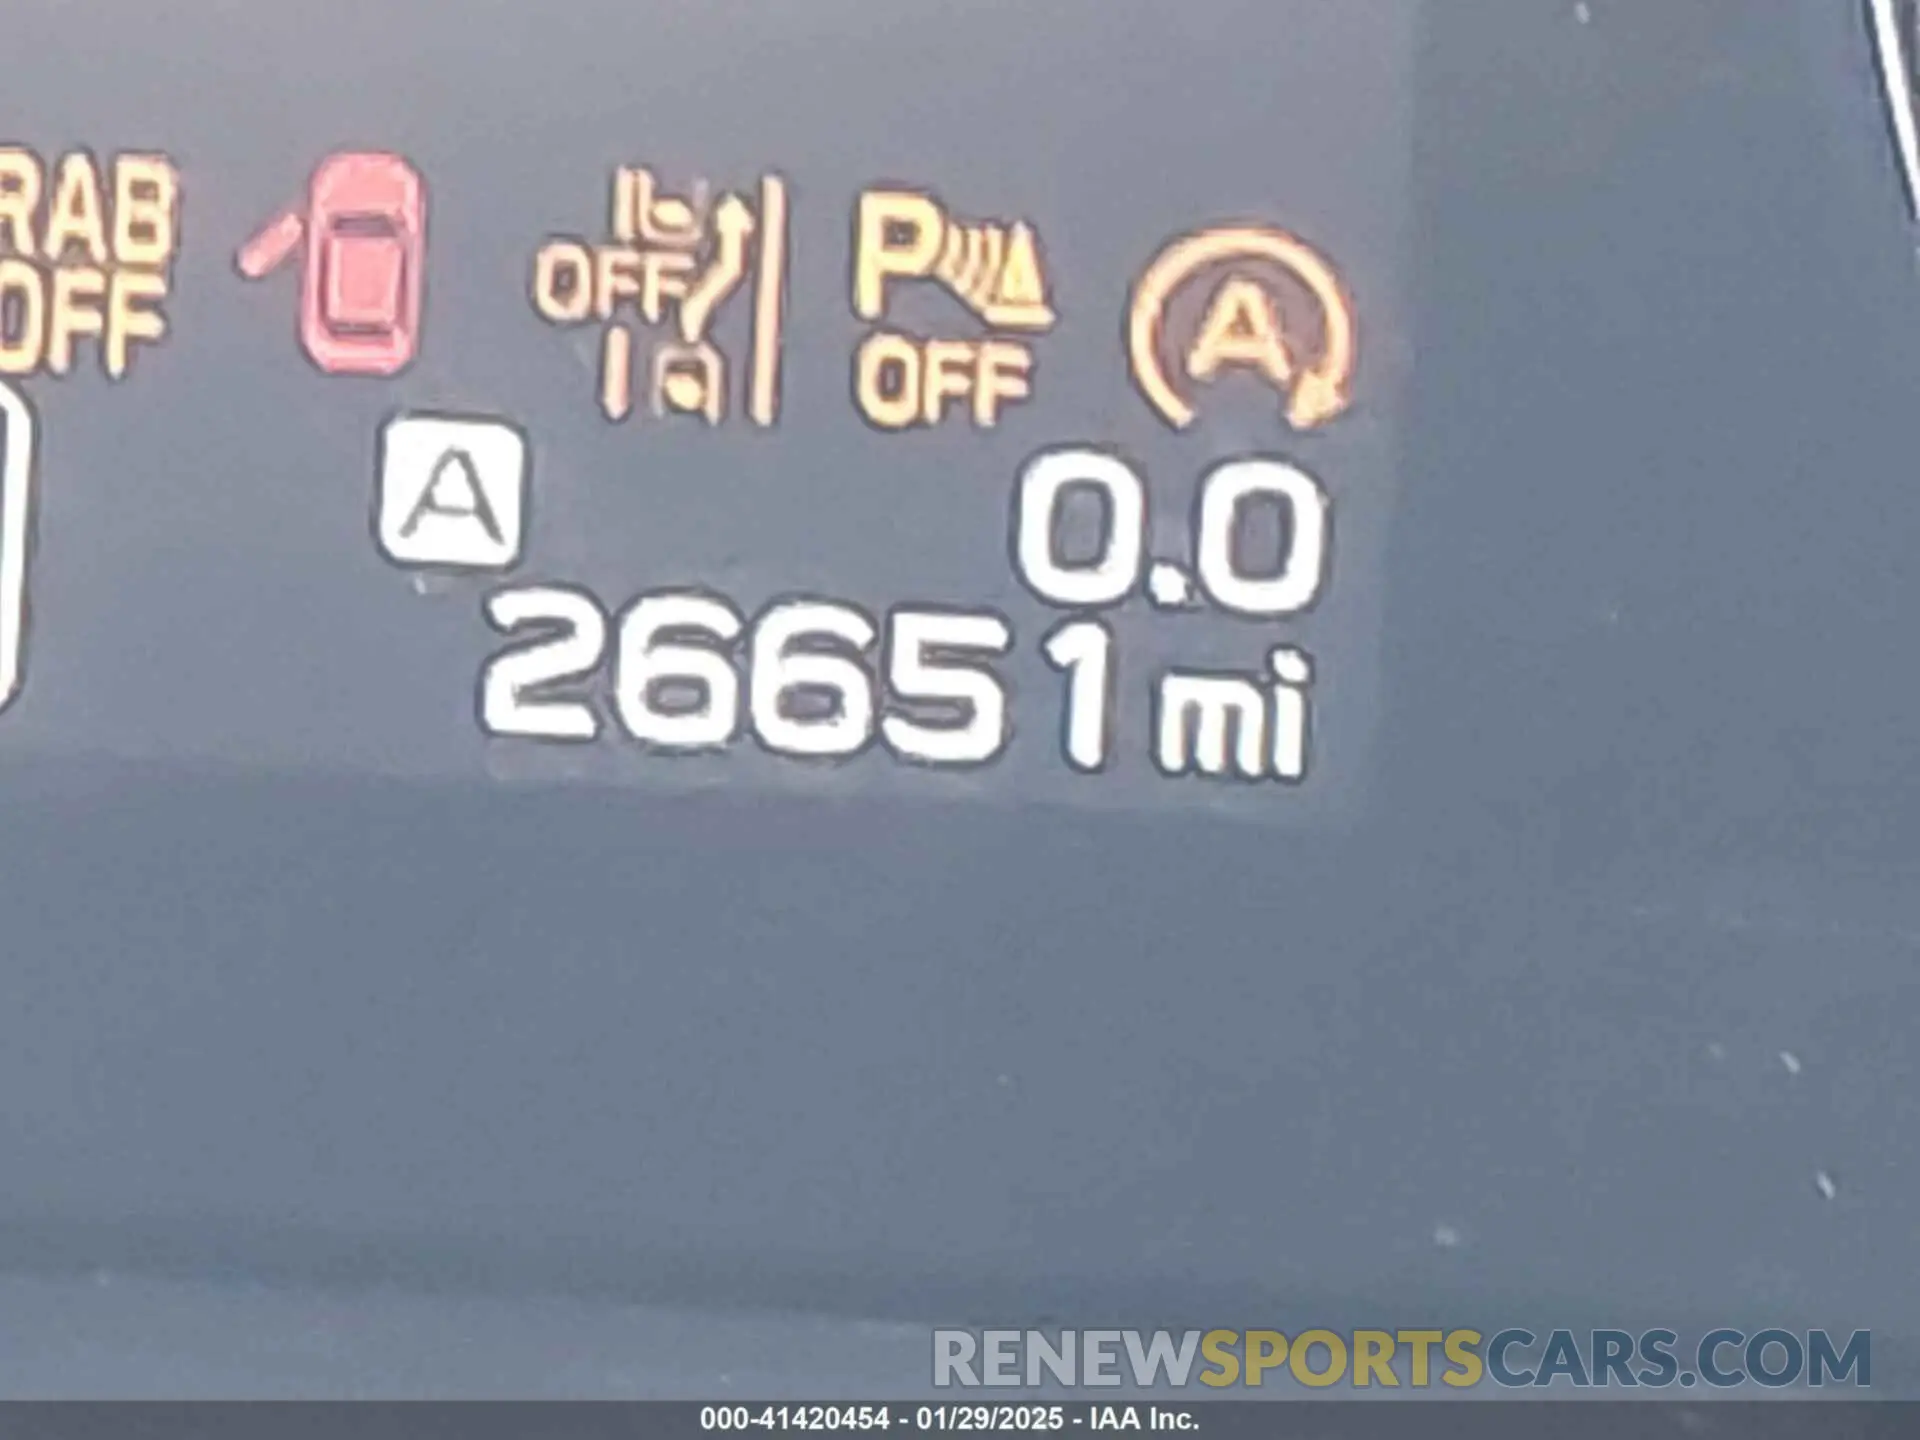 RAB
OFF
OFF
P
OFF
A
A
0.0
26651 mi
RENEWSPORTSCARS.COM
000-41420454 - 01/29/2025 - IAA Inc.